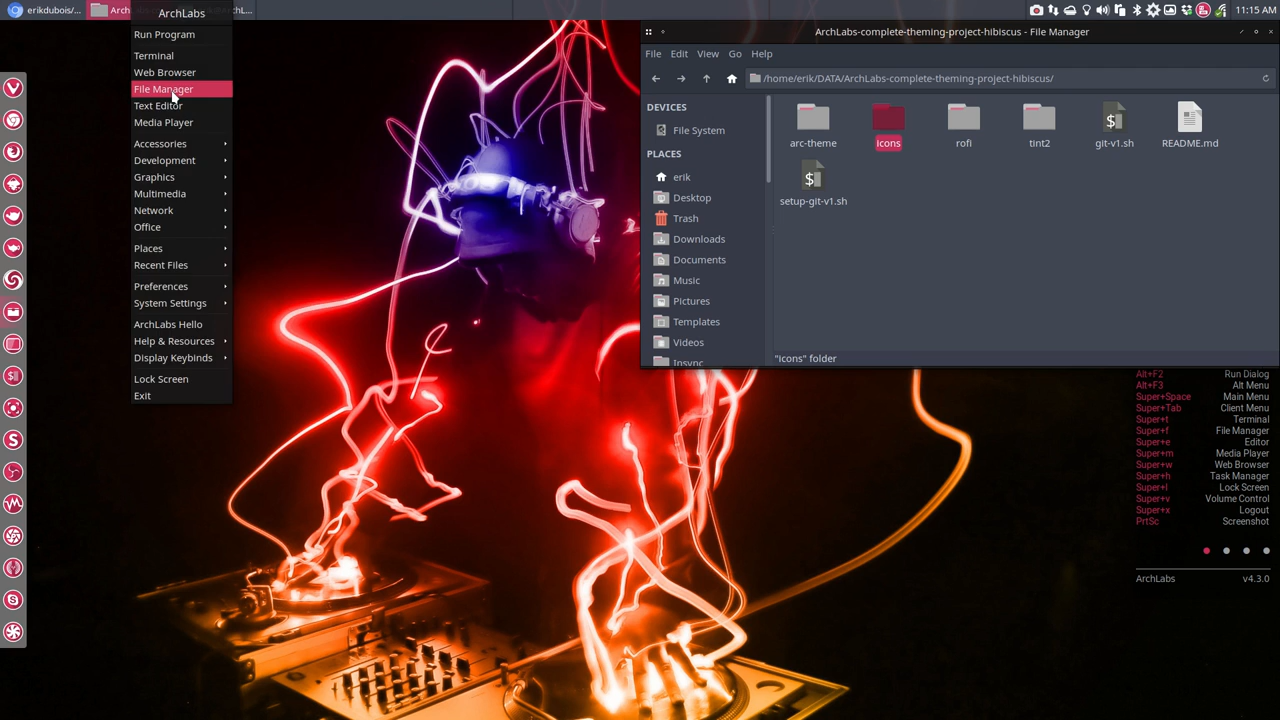 erikdubois/...
ArchLabs
11:15 AM
Run Program
Terminal
Web Browser
File Manager
Text Editor
Media Player
Accessories
Development
Graphics
Multimedia
Network
Office
Places
Recent Files
Preferences
System Settings
ArchLabs Hello
Help & Resources
Display Keybinds
Lock Screen
Exit
ArchLabs-complete-theming-project-hibiscus - File Manager
File Edit View Go Help
/home/erik/DATA/ArchLabs-complete-theming-project-hibiscus/
DEVICES
File System
PLACES
erik
Desktop
Trash
Downloads
Documents
Music
Pictures
Templates
Videos
Insync
arc-theme
icons
rofi
tint2
git-v1.sh
README.md
setup-git-v1.sh
"icons" folder
Alt+F2 Run Dialog
Alt+F3 Alt Menu
Super+Space Main Menu
Super+Tab Client Menu
Super+t Terminal
Super+f File Manager
Super+e Editor
Super+m Media Player
Super+w Web Browser
Super+h Task Manager
Super+l Lock Screen
Super+v Volume Control
Super+x Logout
PrtSc Screenshot
ArchLabs v4.3.0